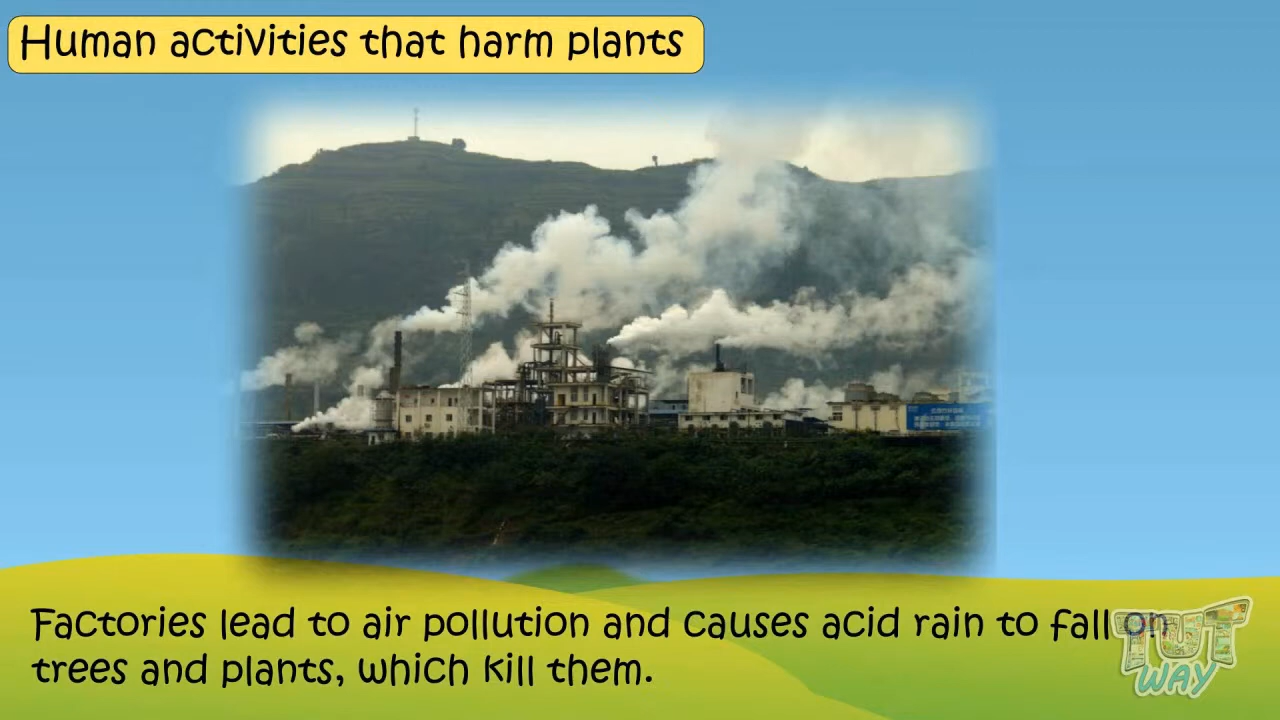 Human activities that harm plants
Factories lead to air pollution and causes acid rain to fall on
trees and plants, which kill them.
TUT
WAY